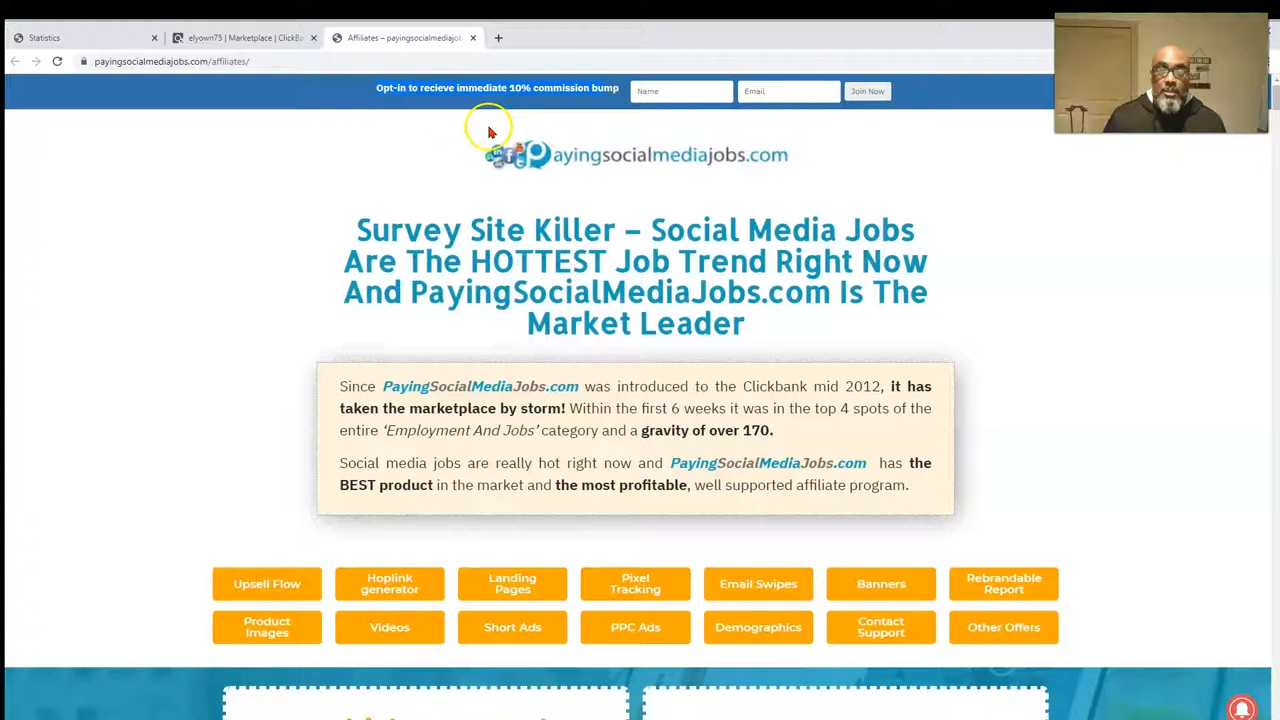 Statistics
elyown75 | Marketplace | ClickBa
Affiliates – payingsocialmediajob
payingsocialmediajobs.com/affiliates/
Opt-in to recieve immediate 10% commission bump
Name
Email
Join Now
payingsocialmediajobs.com
Survey Site Killer – Social Media Jobs
Are The HOTTEST Job Trend Right Now
And PayingSocialMediaJobs.com Is The
Market Leader
Since PayingSocialMediaJobs.com was introduced to the Clickbank mid 2012, it has
taken the marketplace by storm! Within the first 6 weeks it was in the top 4 spots of the
entire ‘Employment And Jobs’ category and a gravity of over 170.
Social media jobs are really hot right now and PayingSocialMediaJobs.com has the
BEST product in the market and the most profitable, well supported affiliate program.
Upsell Flow
Hoplink
generator
Landing
Pages
Pixel
Tracking
Email Swipes
Banners
Rebrandable
Report
Product
Images
Videos
Short Ads
PPC Ads
Demographics
Contact
Support
Other Offers